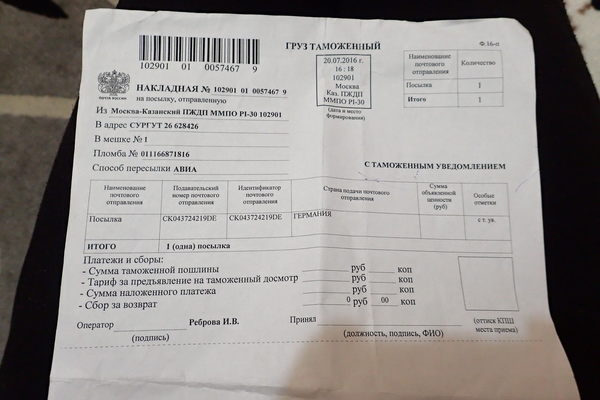 102901 01 0057467 9
ПОЧТА РОССИИ
ГРУЗ ТАМОЖЕННЫЙ
Ф.16-п
20.07.2016 г.
16 : 18
102901
Москва
Каз. ПЖДП
ММПО PI-30
(дата и место
формирования)
Наименование почтового отправления Количество
Посылка 1
Итого 1
НАКЛАДНАЯ № 102901 01 0057467 9
на посылку, отправленную
Из Москва-Казанский ПЖДП ММПО PI-30 102901
В адрес СУРГУТ 26 628426
В мешке № 1
Пломба № 011166871816
Способ пересылки АВИА
С ТАМОЖЕННЫМ УВЕДОМЛЕНИЕМ
Наименование почтового отправления Подавательский номер почтового отправления Идентификатор почтового отправления Страна подачи почтового отправления Сумма объявленной ценности (руб) Особые отметки
Посылка CK043724219DE CK043724219DE ГЕРМАНИЯ с т. ув.
ИТОГО 1 (одна) посылка
Платежи и сборы:
- Сумма таможенной пошлины руб коп
- Тариф за предъявление на таможенный досмотр руб коп
- Сумма наложенного платежа руб коп
- Сбор за возврат 0 руб 00 коп
Оператор Реброва И.В. Принял
(подпись) (должность, подпись, ФИО)
(оттиск КПШ
места приема)